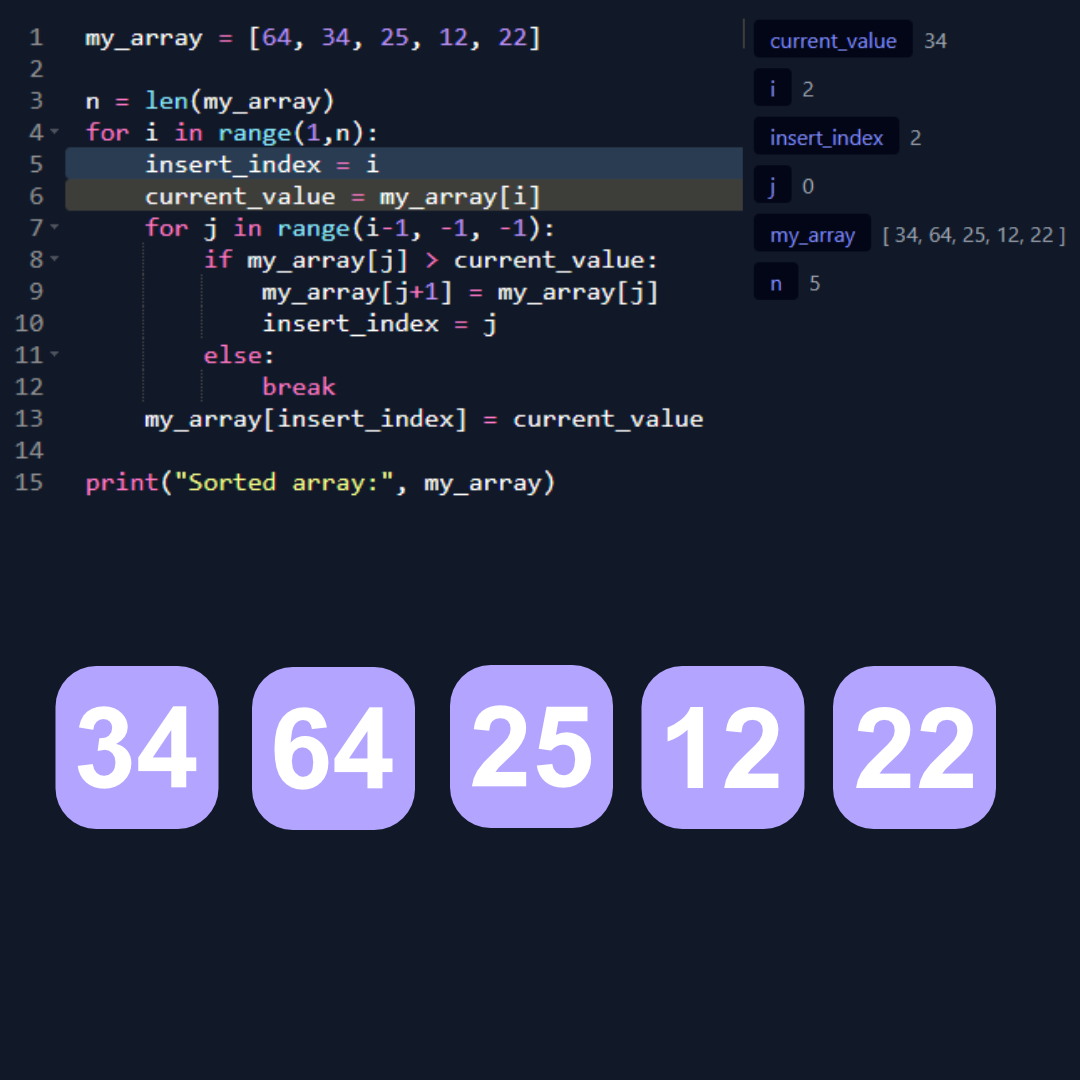 1 my_array = [64, 34, 25, 12, 22]
2
3 n = len(my_array)
4 for i in range(1,n):
5     insert_index = i
6     current_value = my_array[i]
7     for j in range(i-1, -1, -1):
8         if my_array[j] > current_value:
9             my_array[j+1] = my_array[j]
10             insert_index = j
11         else:
12             break
13     my_array[insert_index] = current_value
14
15 print("Sorted array:", my_array)
current_value 34
i 2
insert_index 2
j 0
my_array [ 34, 64, 25, 12, 22 ]
n 5
34 64 25 12 22